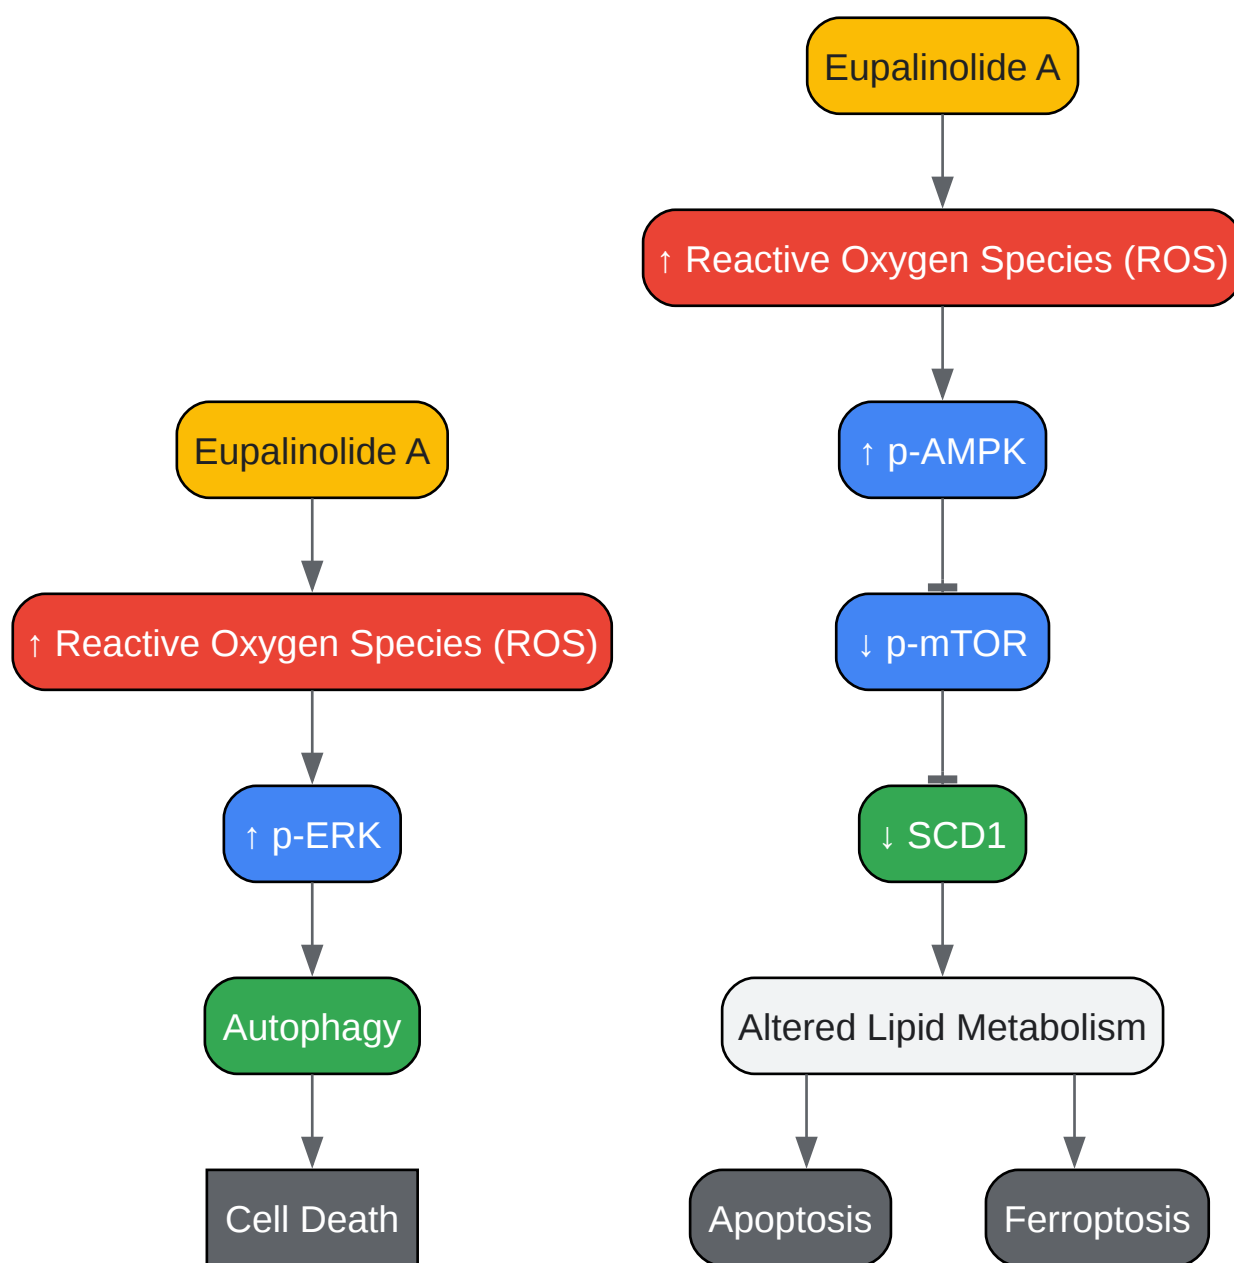 Eupalinolide A
↑ Reactive Oxygen Species (ROS)
↑ p-ERK
Autophagy
Cell Death
Eupalinolide A
↑ Reactive Oxygen Species (ROS)
↑ p-AMPK
↓ p-mTOR
↓ SCD1
Altered Lipid Metabolism
Apoptosis
Ferroptosis